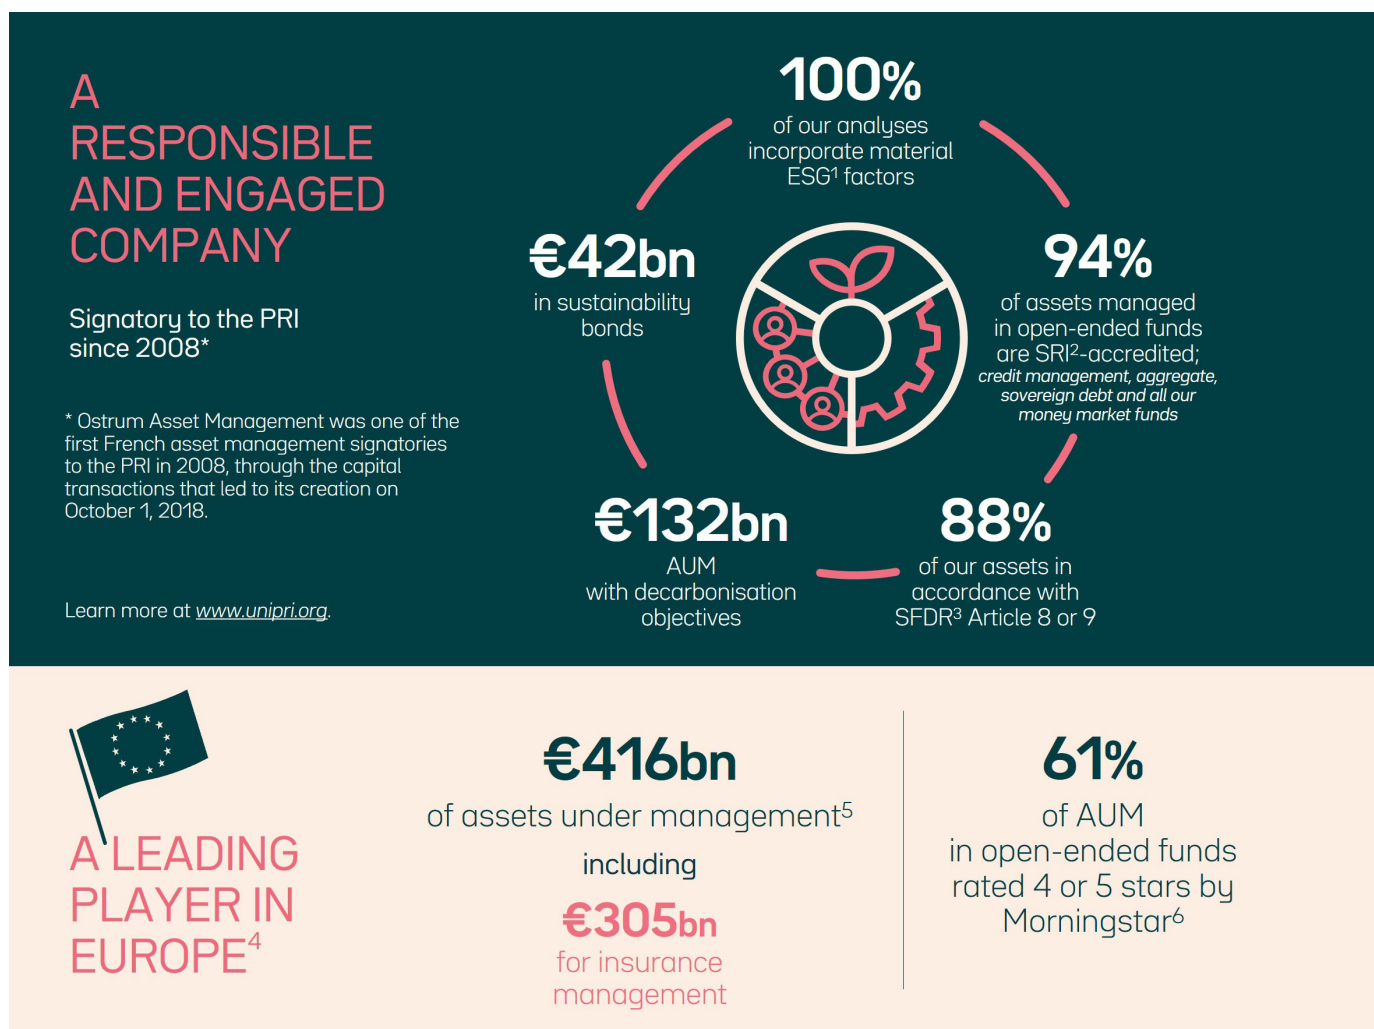 A
RESPONSIBLE
AND ENGAGED
COMPANY
Signatory to the PRI
since 2008*
* Ostrum Asset Management was one of the
first French asset management signatories
to the PRI in 2008, through the capital
transactions that led to its creation on
October 1, 2018.
Learn more at www.unipri.org.
100%
of our analyses
incorporate material
ESG¹ factors
94%
of assets managed
in open-ended funds
are SRI²-accredited;
credit management, aggregate,
sovereign debt and all our
money market funds
88%
of our assets in
accordance with
SFDR³ Article 8 or 9
€132bn
AUM
with decarbonisation
objectives
€42bn
in sustainability
bonds
A LEADING
PLAYER IN
EUROPE⁴
€416bn
of assets under management⁵
including
€305bn
for insurance
management
61%
of AUM
in open-ended funds
rated 4 or 5 stars by
Morningstar⁶